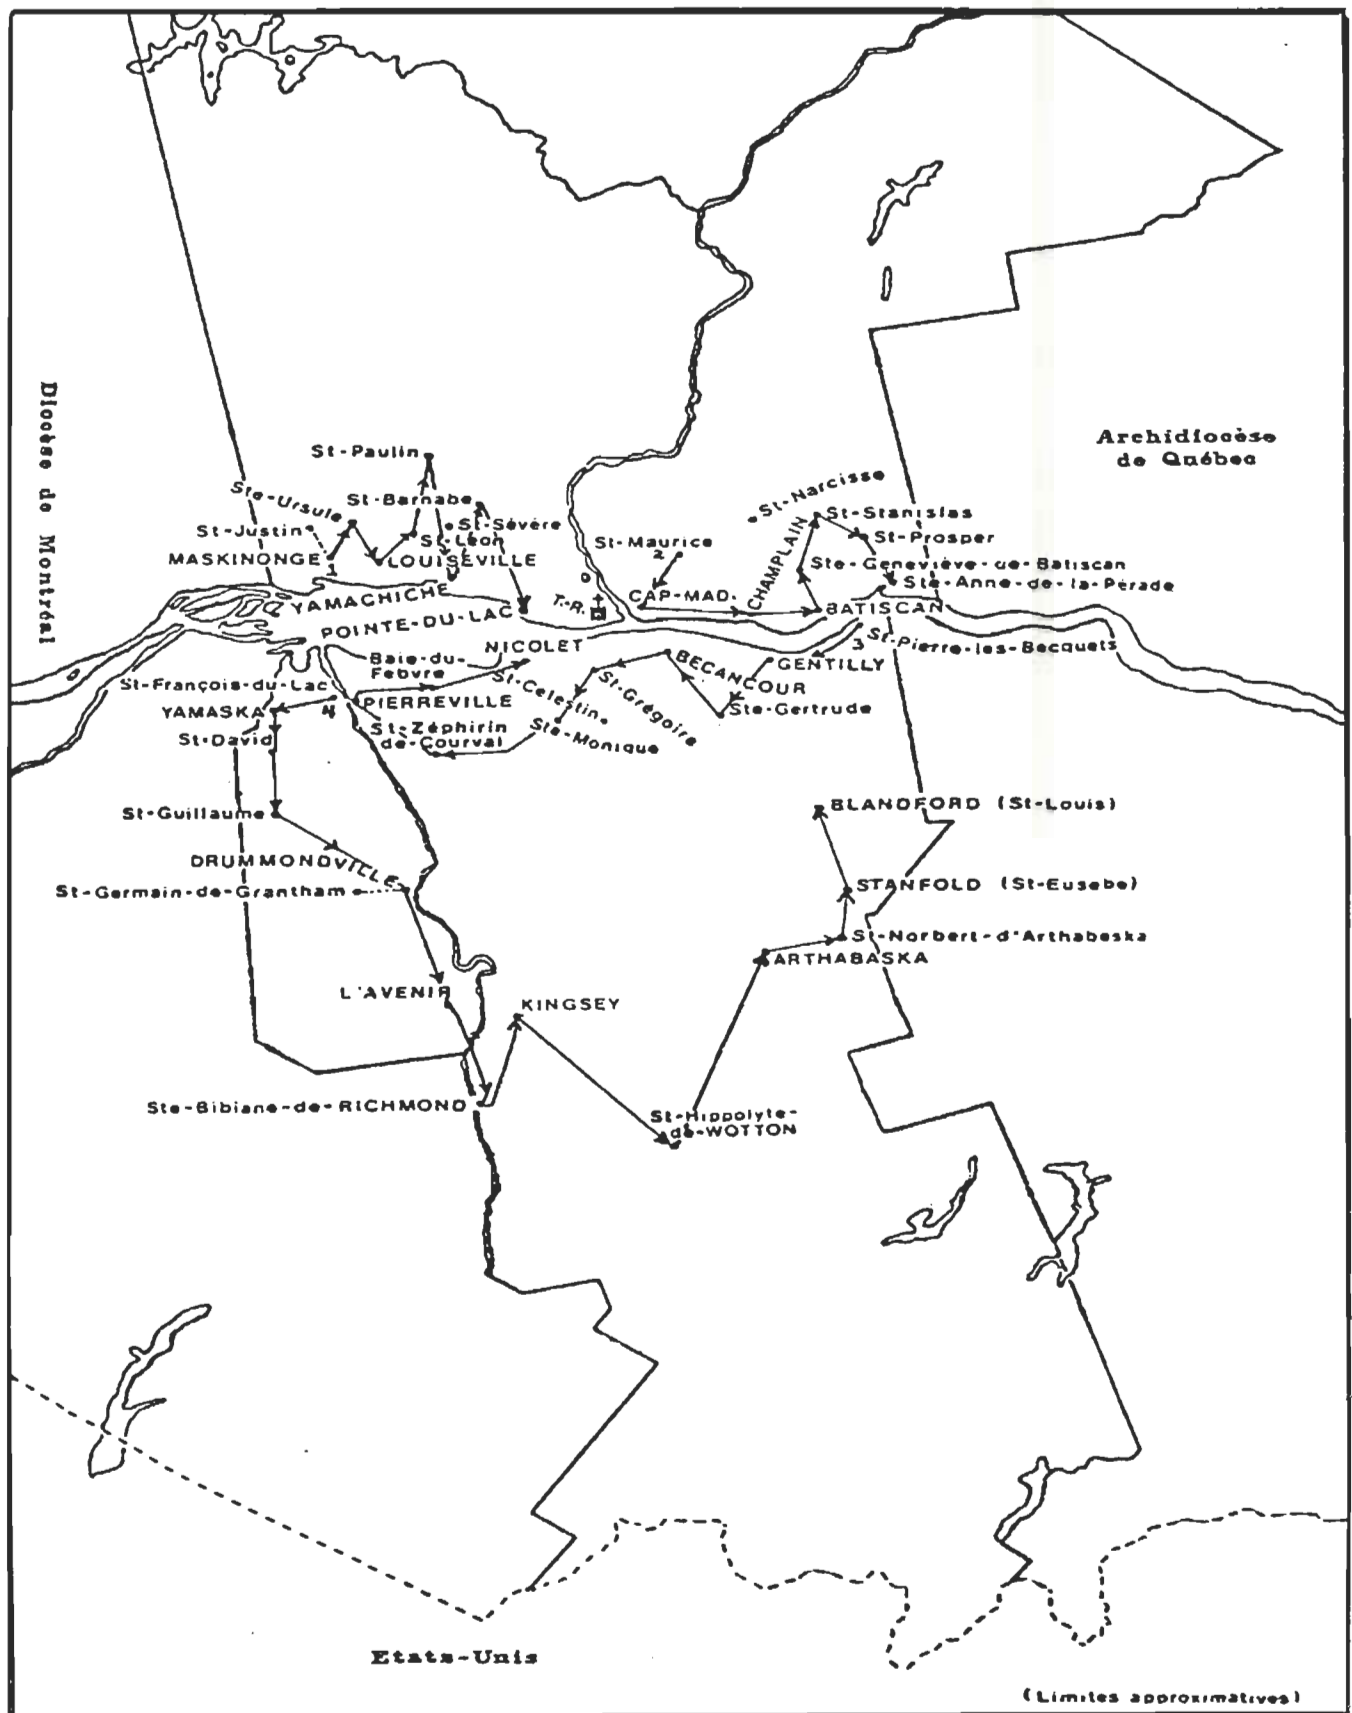 Diocèse de Montréal
Archidiocèse
de Québec
St-Paulin
Ste-Ursule
St-Barnabe
St-Justin
St-Sévère
St-Léon
MASKINONGE
LOUISEVILLE
YAMACHICHE
POINTE-DU-LAC
T.-R.
St-Maurice
2
CAP-MAD.
CHAMPLAIN
St-Narcisse
St-Stanislas
St-Prosper
Ste-Geneviève-de-Batiscan
Ste-Anne-de-la-Pérade
BATISCAN
3
St-Pierre-les-Becquets
GENTILLY
BECANCOUR
Ste-Gertrude
NICOLET
Baie-du-
Febvre
St-Celestin
St-Grégoire
Ste-Monique
St-François-du-Lac
4
PIERREVILLE
YAMASKA
St-Zéphirin
de-Courval
St-David
St-Guillaume
DRUMMONDVILLE
St-Germain-de-Grantham
L'AVENIR
KINGSEY
Ste-Bibiane-de-RICHMOND
St-Hippolyte-
de-WOTTON
BLANDFORD (St-Louis)
STANFOLD (St-Eusebe)
St-Norbert-d'Arthabeska
ARTHABASKA
Etats-Unis
(Limites approximatives)